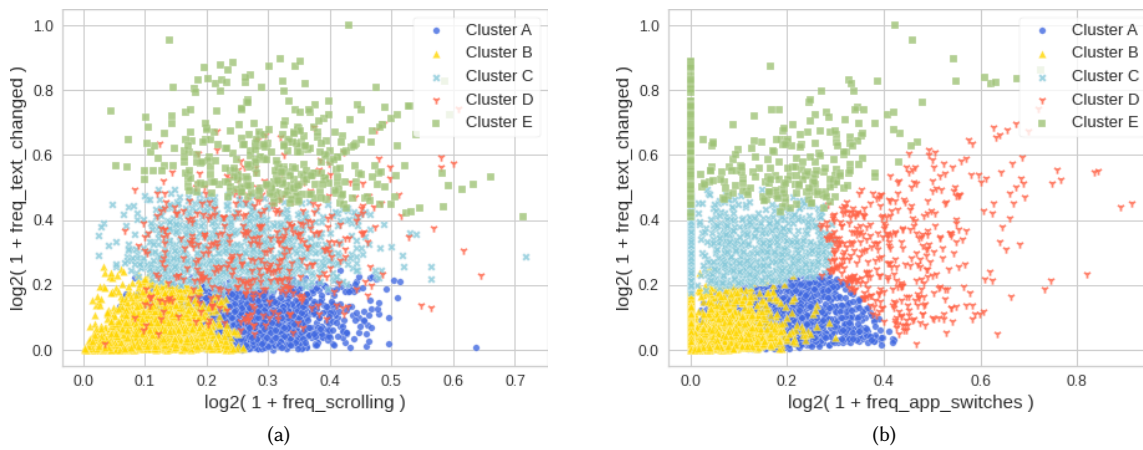 1.0
0.8
0.6
0.4
0.2
0.0
log2( 1 + freq_text_changed )
0.0 0.1 0.2 0.3 0.4 0.5 0.6 0.7
log2( 1 + freq_scrolling )
Cluster A
Cluster B
Cluster C
Cluster D
Cluster E
(a)
1.0
0.8
0.6
0.4
0.2
0.0
log2( 1 + freq_text_changed )
0.0 0.2 0.4 0.6 0.8
log2( 1 + freq_app_switches )
Cluster A
Cluster B
Cluster C
Cluster D
Cluster E
(b)